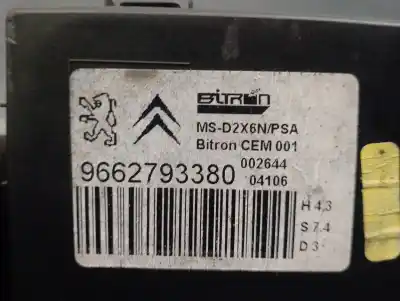 BITRON
MS-D2X6N/PSA
Bitron CEM 001
002644
9662793380 04106
H 4.3
S 7.4
D 3